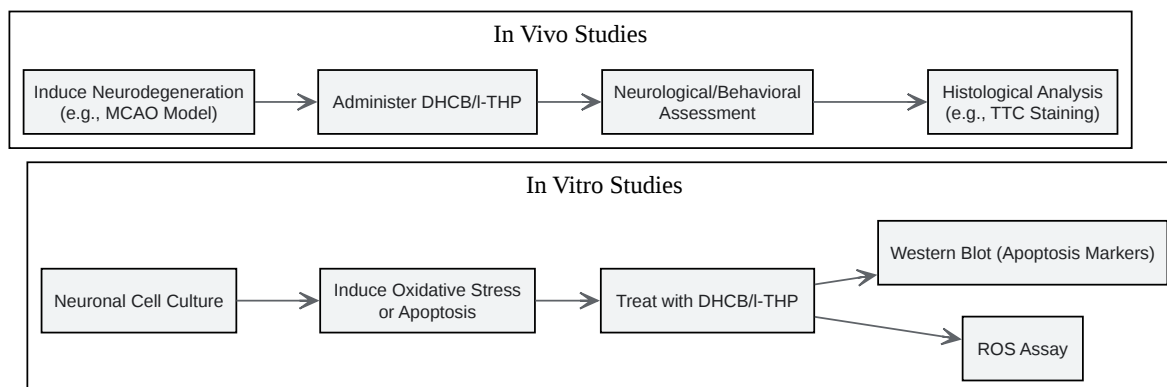 In Vivo Studies
Induce Neurodegeneration
(e.g., MCAO Model)
Administer DHCB/l-THP
Neurological/Behavioral
Assessment
Histological Analysis
(e.g., TTC Staining)
In Vitro Studies
Neuronal Cell Culture
Induce Oxidative Stress
or Apoptosis
Treat with DHCB/l-THP
Western Blot (Apoptosis Markers)
ROS Assay